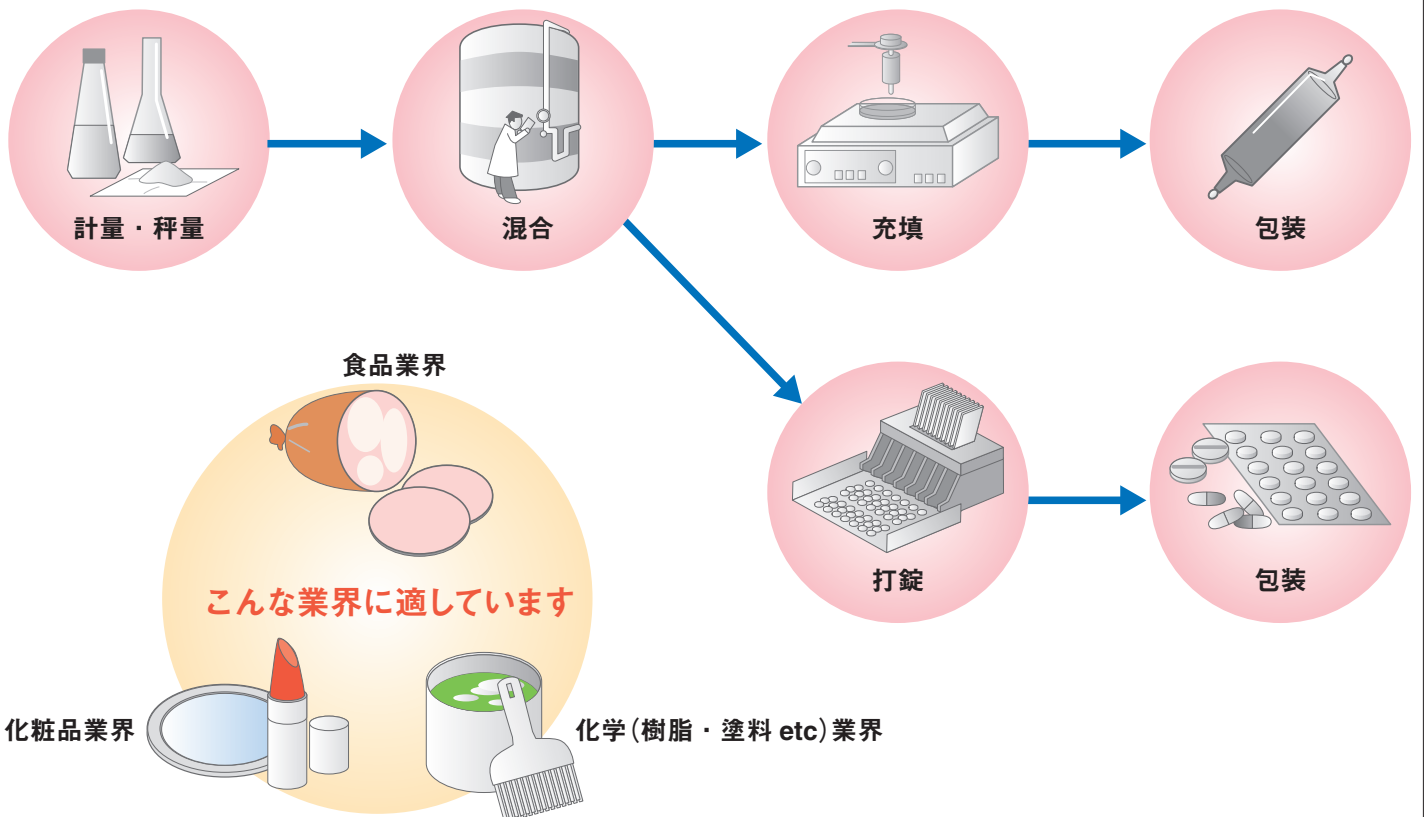 計量・秤量
混合
充填
包装
食品業界
打錠
包装
こんな業界に適しています
化粧品業界
化学(樹脂・塗料 etc)業界